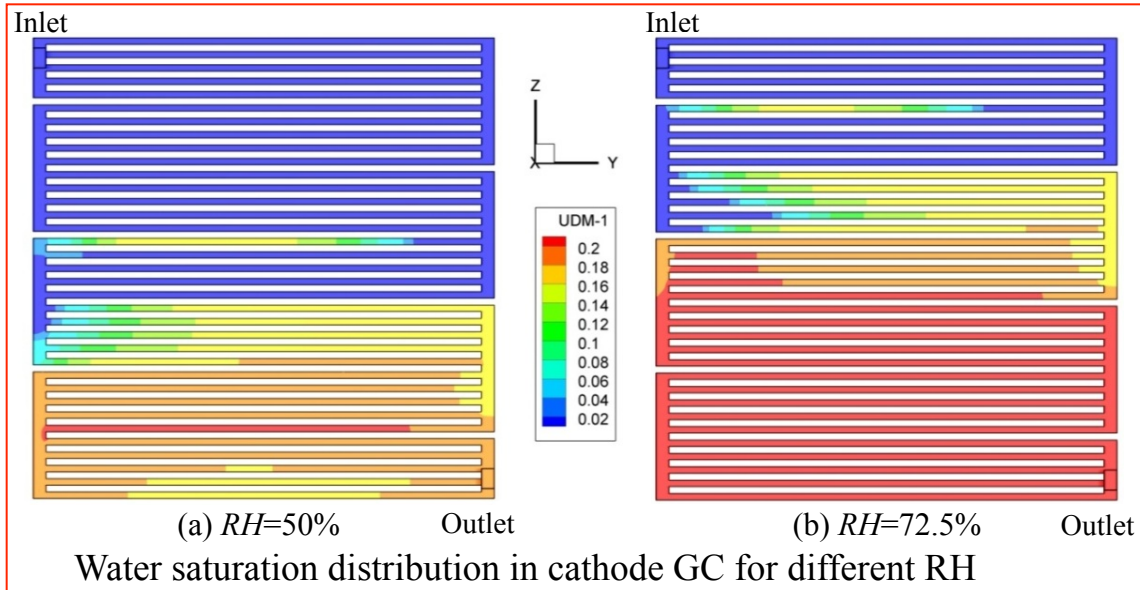 Inlet
Inlet
Z
X
Y
UDM-1
0.2
0.18
0.16
0.14
0.12
0.1
0.08
0.06
0.04
0.02
(a) RH=50%
Outlet
(b) RH=72.5%
Outlet
Water saturation distribution in cathode GC for different RH